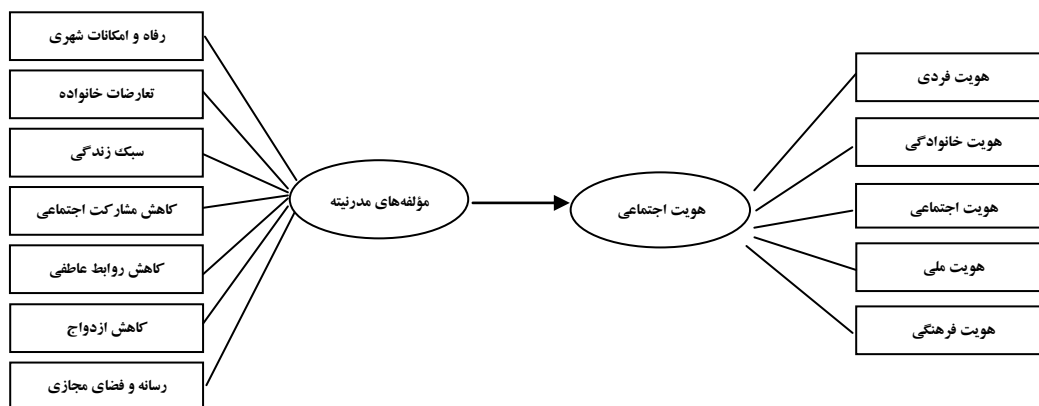 رفاه و امکانات شهری
تعارضات خانواده
سبک زندگی
کاهش مشارکت اجتماعی
کاهش روابط عاطفی
کاهش ازدواج
رسانه و فضای مجازی
مؤلفه‌های مدرنیته
هویت اجتماعی
هویت فردی
هویت خانوادگی
هویت اجتماعی
هویت ملی
هویت فرهنگی